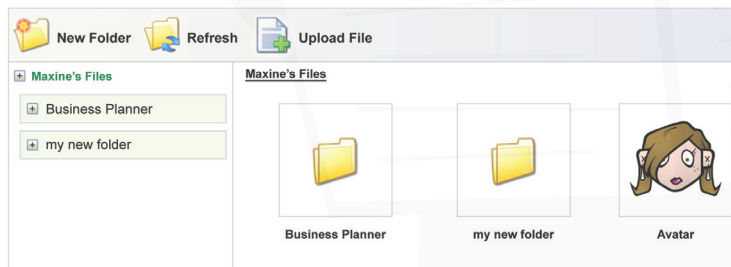 New Folder Refresh Upload File
Maxine's Files
Business Planner
my new folder
Maxine's Files
Business Planner my new folder Avatar